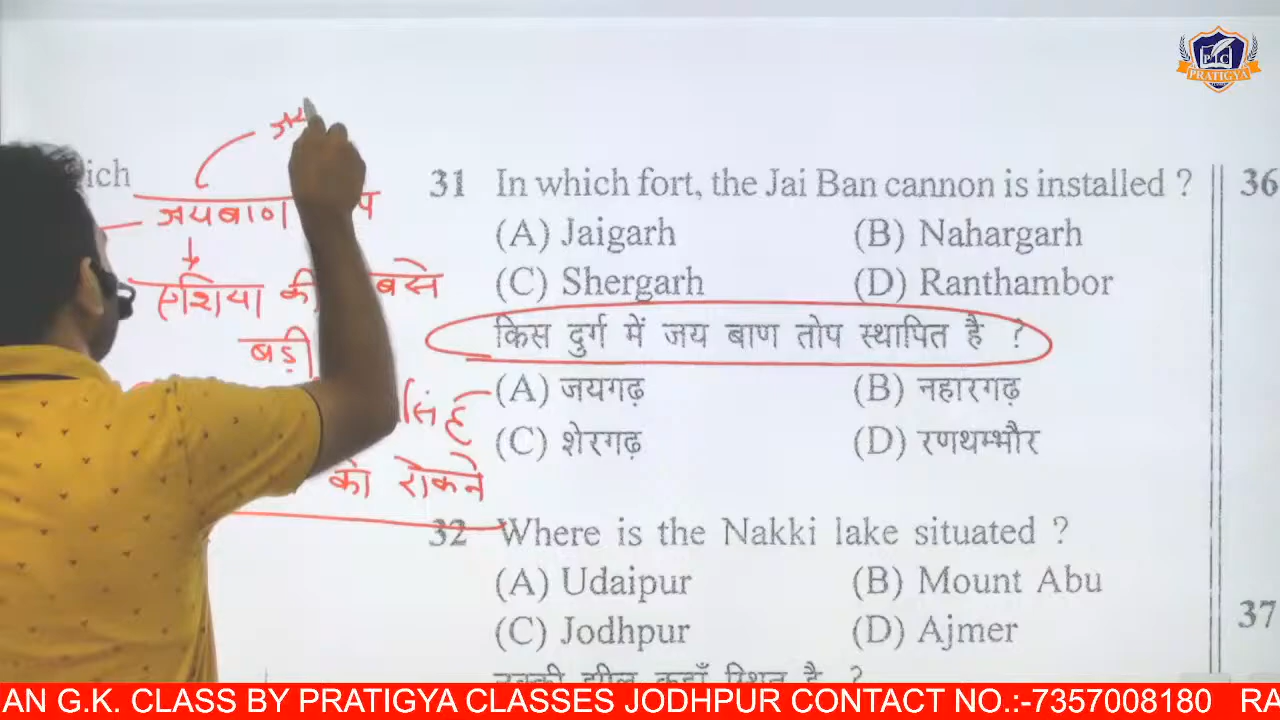 PRATIGYA
ich
जयबाण
एशिया की
बड़ी
सिंह
को रोकने
31 In which fort, the Jai Ban cannon is installed ?
(A) Jaigarh (B) Nahargarh
(C) Shergarh (D) Ranthambor
किस दुर्ग में जय बाण तोप स्थापित है ?
(A) जयगढ़ (B) नहारगढ़
(C) शेरगढ़ (D) रणथम्भौर
32 Where is the Nakki lake situated ?
(A) Udaipur (B) Mount Abu
(C) Jodhpur (D) Ajmer
36
37
AN G.K. CLASS BY PRATIGYA CLASSES JODHPUR CONTACT NO.:-7357008180 RA